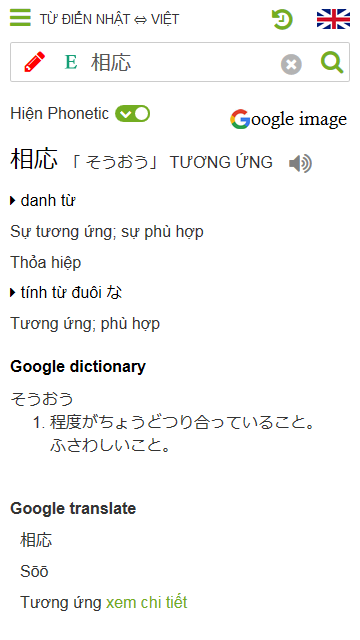 TỪ ĐIỂN NHẬT ⇔ VIỆT
E 相応
Hiện Phonetic
Google image
相応 「 そうおう」 TƯƠNG ỨNG
danh từ
Sự tương ứng; sự phù hợp
Thỏa hiệp
tính từ đuôi な
Tương ứng; phù hợp
Google dictionary
そうおう
1. 程度がちょうどつり合っていること。
ふさわしいこと。
Google translate
相応
Sōō
Tương ứng xem chi tiết